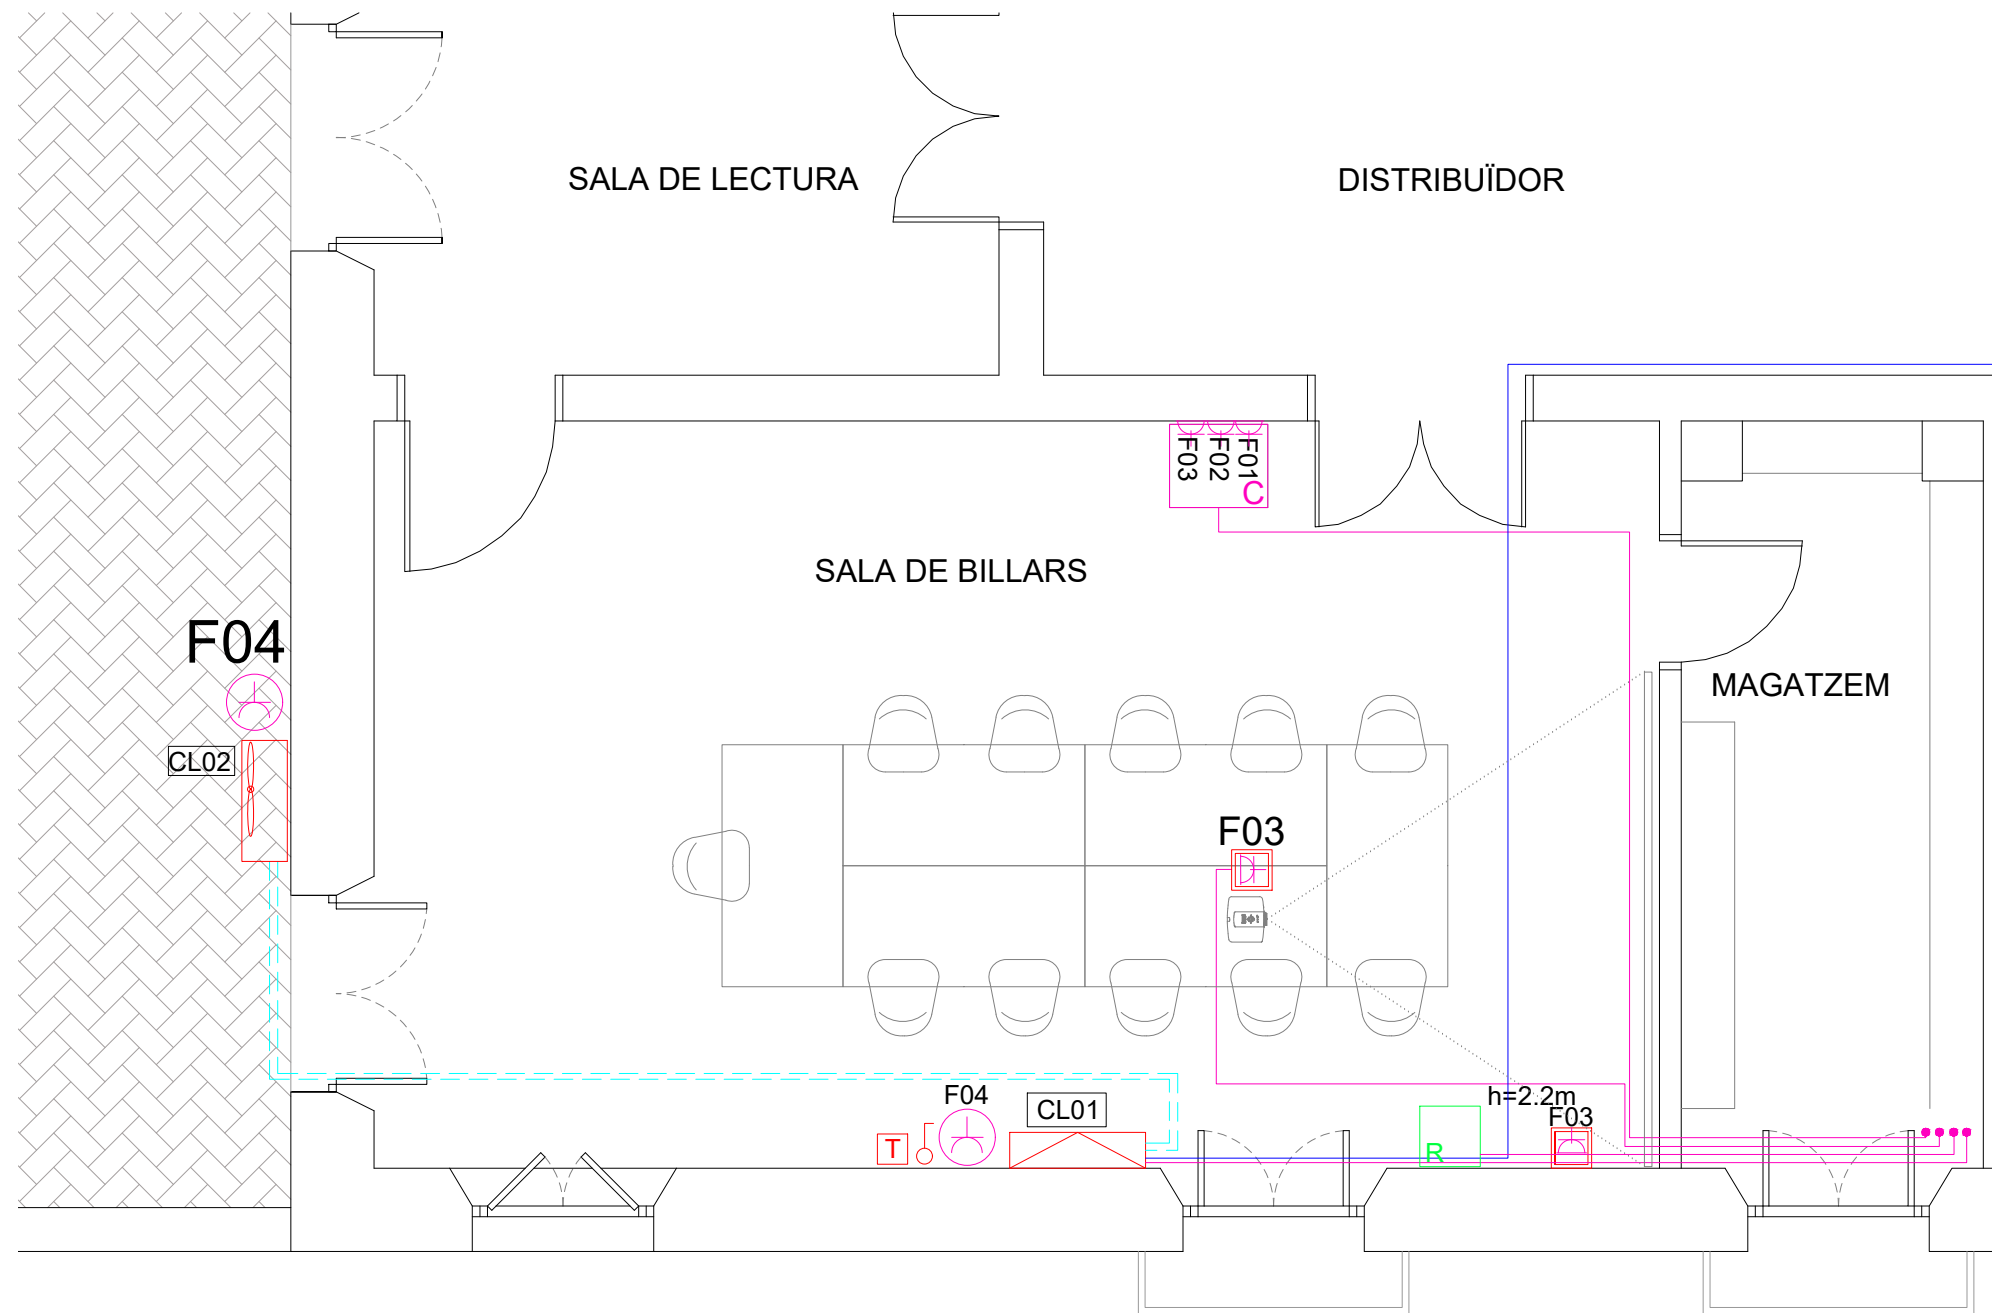 SALA DE LECTURA
DISTRIBUÏDOR
F03
F02
F01
C
SALA DE BILLARS
F04
MAGATZEM
CL02
F03
h=2.2m
F04
CL01
F03
T
R